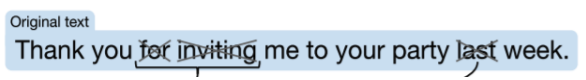 Original text
Thank you for inviting me to your party last week.